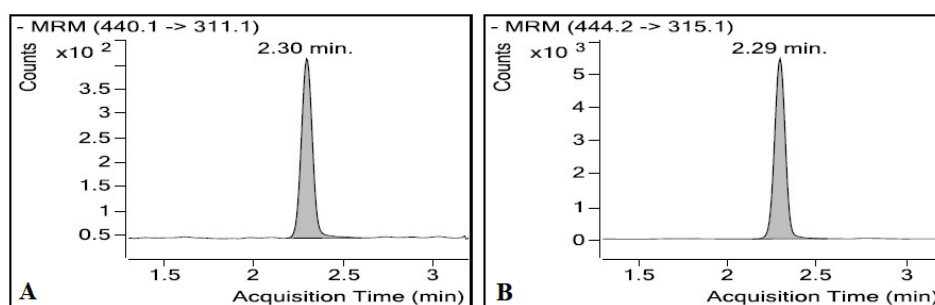 - MRM (440.1 -> 311.1)
x10 2
2.30 min.
Counts
3.5
3
2.5
2
1.5
1
0.5
1.5 2 2.5 3
Acquisition Time (min)
A
- MRM (444.2 -> 315.1)
x10 3
2.29 min.
Counts
5
4
3
2
1
0
1.5 2 2.5 3
Acquisition Time (min)
B